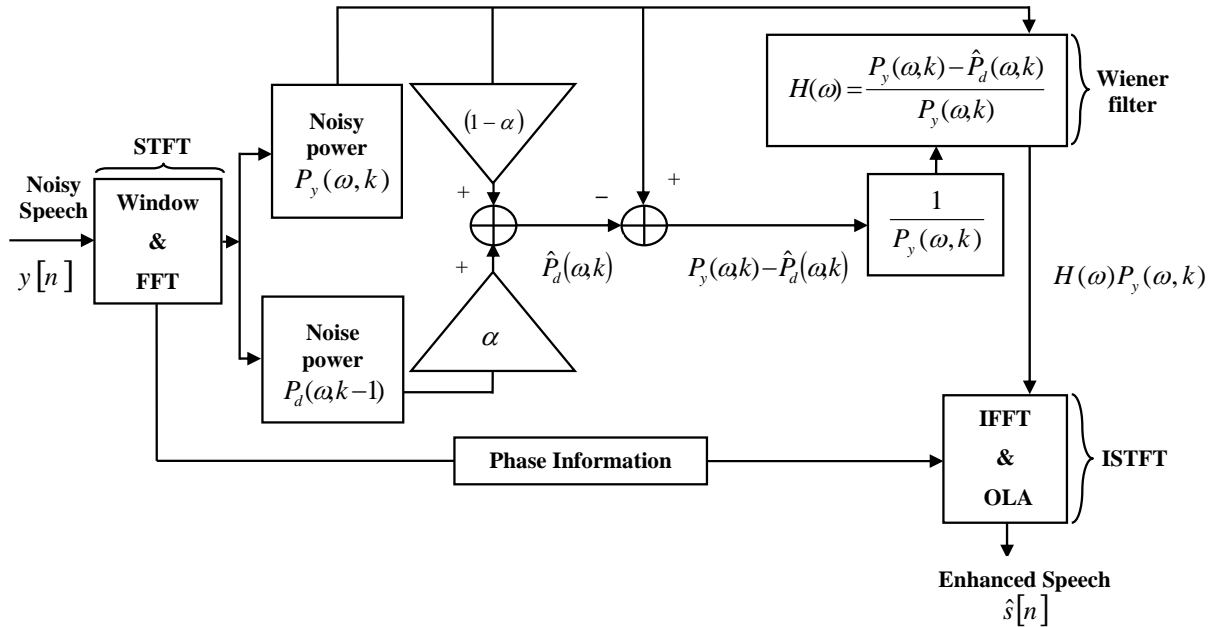 STFT
Noisy
Speech
y[n]
Window
&
FFT
Noisy
power
P_y(ω, k)
Noise
power
P_d(ω,k−1)
(1 − α)
+
+
α
P̂_d(ω,k)
−
+
P_y(ω,k) − P̂_d(ω,k)
H(ω) = (P_y(ω,k) − P̂_d(ω,k)) / P_y(ω,k)
Wiener
filter
1 / P_y(ω,k)
H(ω)P_y(ω,k)
Phase Information
IFFT
&
OLA
ISTFT
Enhanced Speech
ŝ[n]